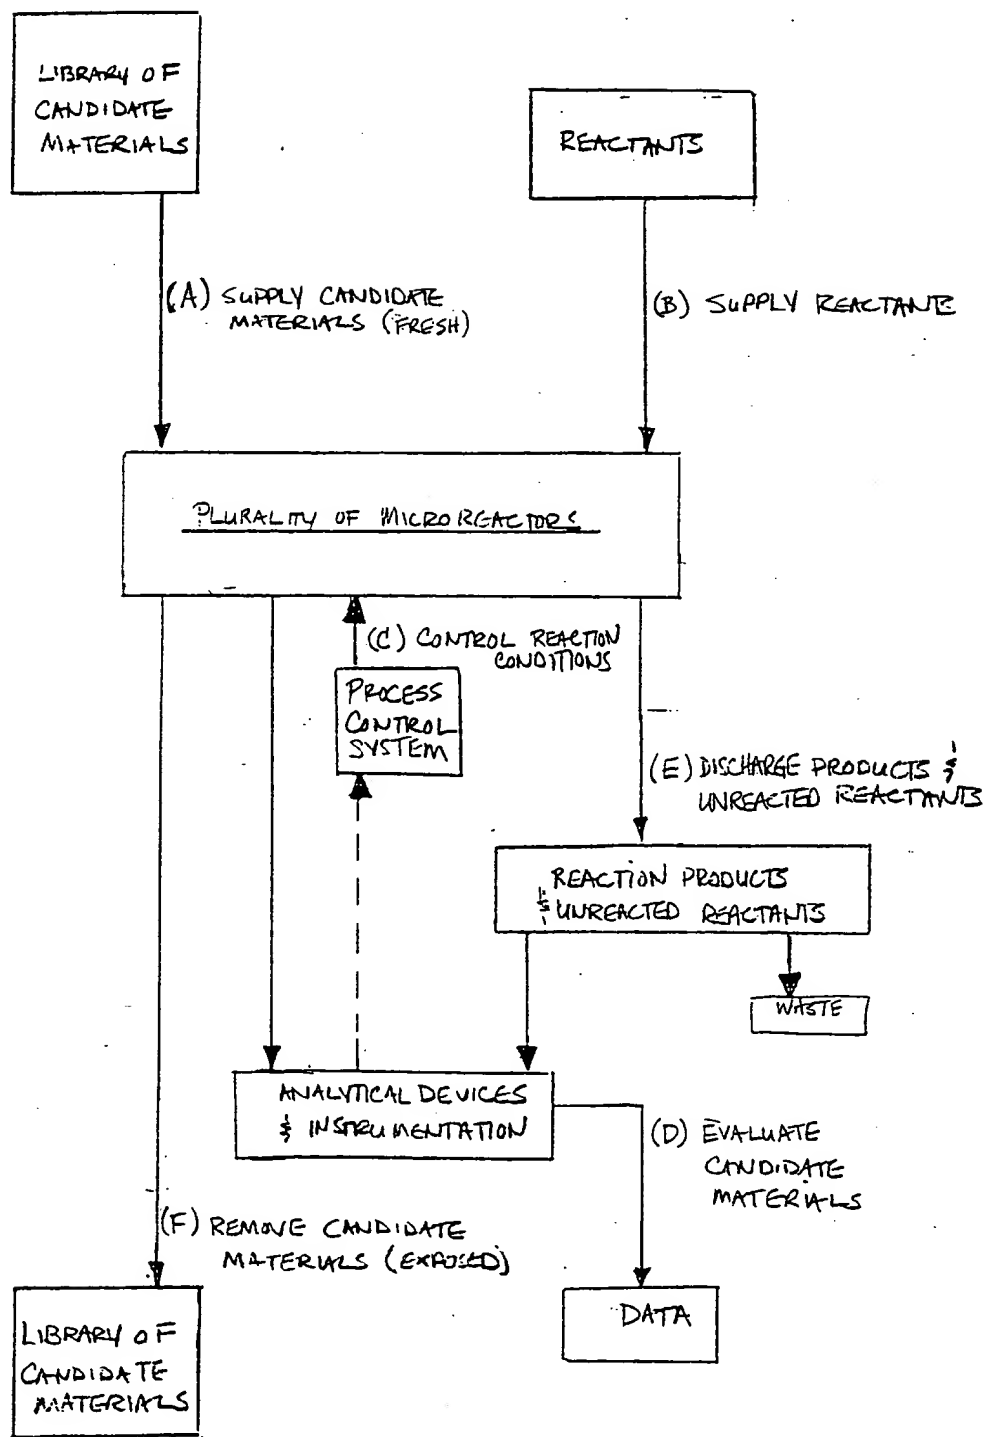 LIBRARY OF
CANDIDATE
MATERIALS
REACTANTS
(A) SUPPLY CANDIDATE
MATERIALS (FRESH)
(B) SUPPLY REACTANTS
PLURALITY OF MICROREACTORS
(C) CONTROL REACTION
CONDITIONS
PROCESS
CONTROL
SYSTEM
(E) DISCHARGE PRODUCTS &
UNREACTED REACTANTS
REACTION PRODUCTS
& UNREACTED REACTANTS
WASTE
ANALYTICAL DEVICES
& INSTRUMENTATION
(D) EVALUATE
CANDIDATE
MATERIALS
(F) REMOVE CANDIDATE
MATERIALS (EXPOSED)
LIBRARY OF
CANDIDATE
MATERIALS
DATA